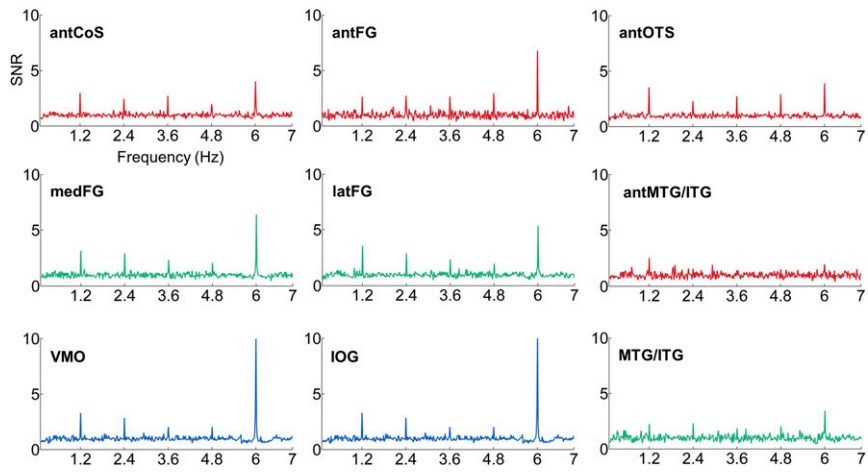 10 antCoS
SNR
5
0
1.2 2.4 3.6 4.8 6 7
Frequency (Hz)
10 antFG
5
0
1.2 2.4 3.6 4.8 6 7
10 antOTS
5
0
1.2 2.4 3.6 4.8 6 7
10 medFG
5
0
1.2 2.4 3.6 4.8 6 7
10 latFG
5
0
1.2 2.4 3.6 4.8 6 7
10 antMTG/ITG
5
0
1.2 2.4 3.6 4.8 6 7
10 VMO
5
0
1.2 2.4 3.6 4.8 6 7
10 IOG
5
0
1.2 2.4 3.6 4.8 6 7
10 MTG/ITG
5
0
1.2 2.4 3.6 4.8 6 7